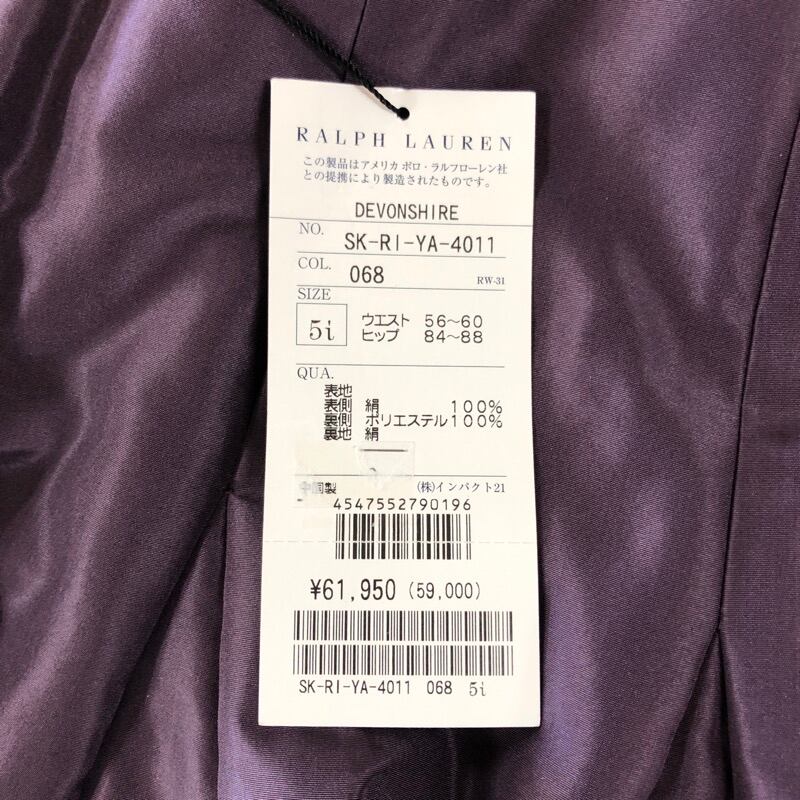 RALPH LAUREN
この製品はアメリカ ポロ・ラルフローレン社
との提携により製造されたものです。
DEVONSHIRE
NO. SK-RI-YA-4011
COL. 068 RW-31
SIZE
5i ウエスト 56〜60
ヒップ 84〜88
QUA.
表地
表側 絹 100%
裏側 ポリエステル100%
裏地 絹
中国製 (株)インパクト21
4547552790196
¥61,950 (59,000)
SK-RI-YA-4011 068 5i